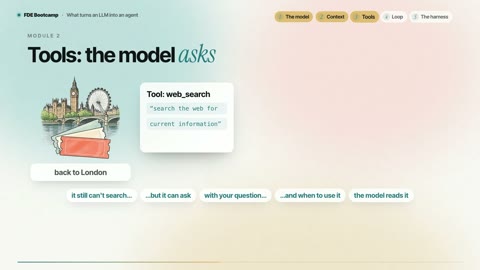 FDE Bootcamp · What turns an LLM into an agent
1 The model
2 Context
3 Tools
4 Loop
5 The harness
MODULE 2
Tools: the model asks
Tool: web_search
"search the web for
current information"
back to London
it still can't search...
...but it can ask
with your question...
...and when to use it
the model reads it